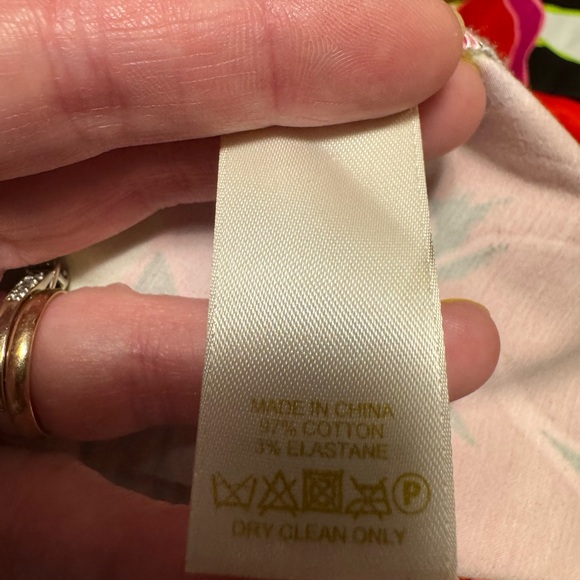 MADE IN CHINA
97% COTTON
3% ELASTANE
P
DRY CLEAN ONLY